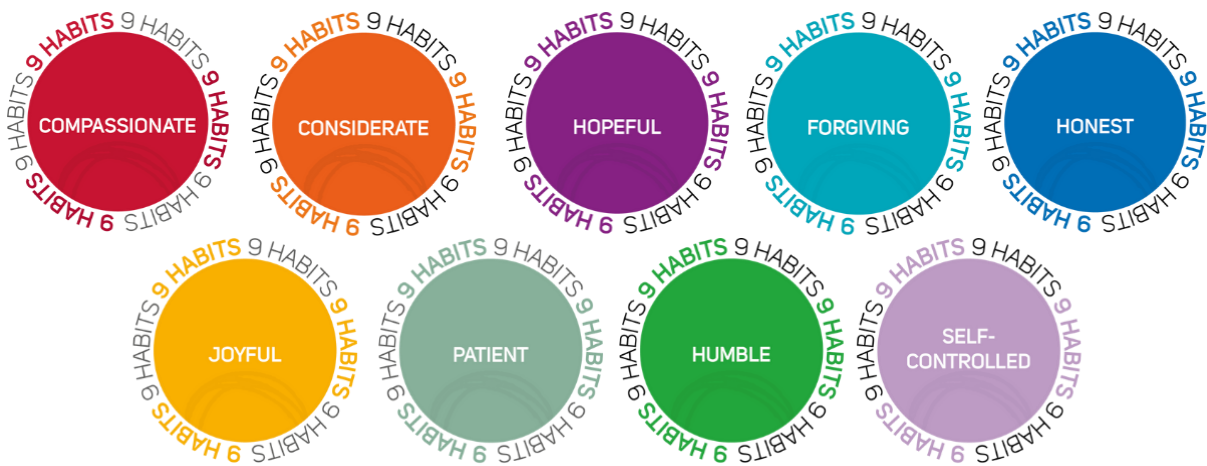 9 HABITS 9 HABITS 9 HABITS 9 HABITS 9 HABITS 9 HABITS
COMPASSIONATE
9 HABITS 9 HABITS 9 HABITS 9 HABITS 9 HABITS 9 HABITS
CONSIDERATE
9 HABITS 9 HABITS 9 HABITS 9 HABITS 9 HABITS 9 HABITS
HOPEFUL
9 HABITS 9 HABITS 9 HABITS 9 HABITS 9 HABITS 9 HABITS
FORGIVING
9 HABITS 9 HABITS 9 HABITS 9 HABITS 9 HABITS 9 HABITS
HONEST
9 HABITS 9 HABITS 9 HABITS 9 HABITS 9 HABITS 9 HABITS
JOYFUL
9 HABITS 9 HABITS 9 HABITS 9 HABITS 9 HABITS 9 HABITS
PATIENT
9 HABITS 9 HABITS 9 HABITS 9 HABITS 9 HABITS 9 HABITS
HUMBLE
9 HABITS 9 HABITS 9 HABITS 9 HABITS 9 HABITS 9 HABITS
SELF-
CONTROLLED